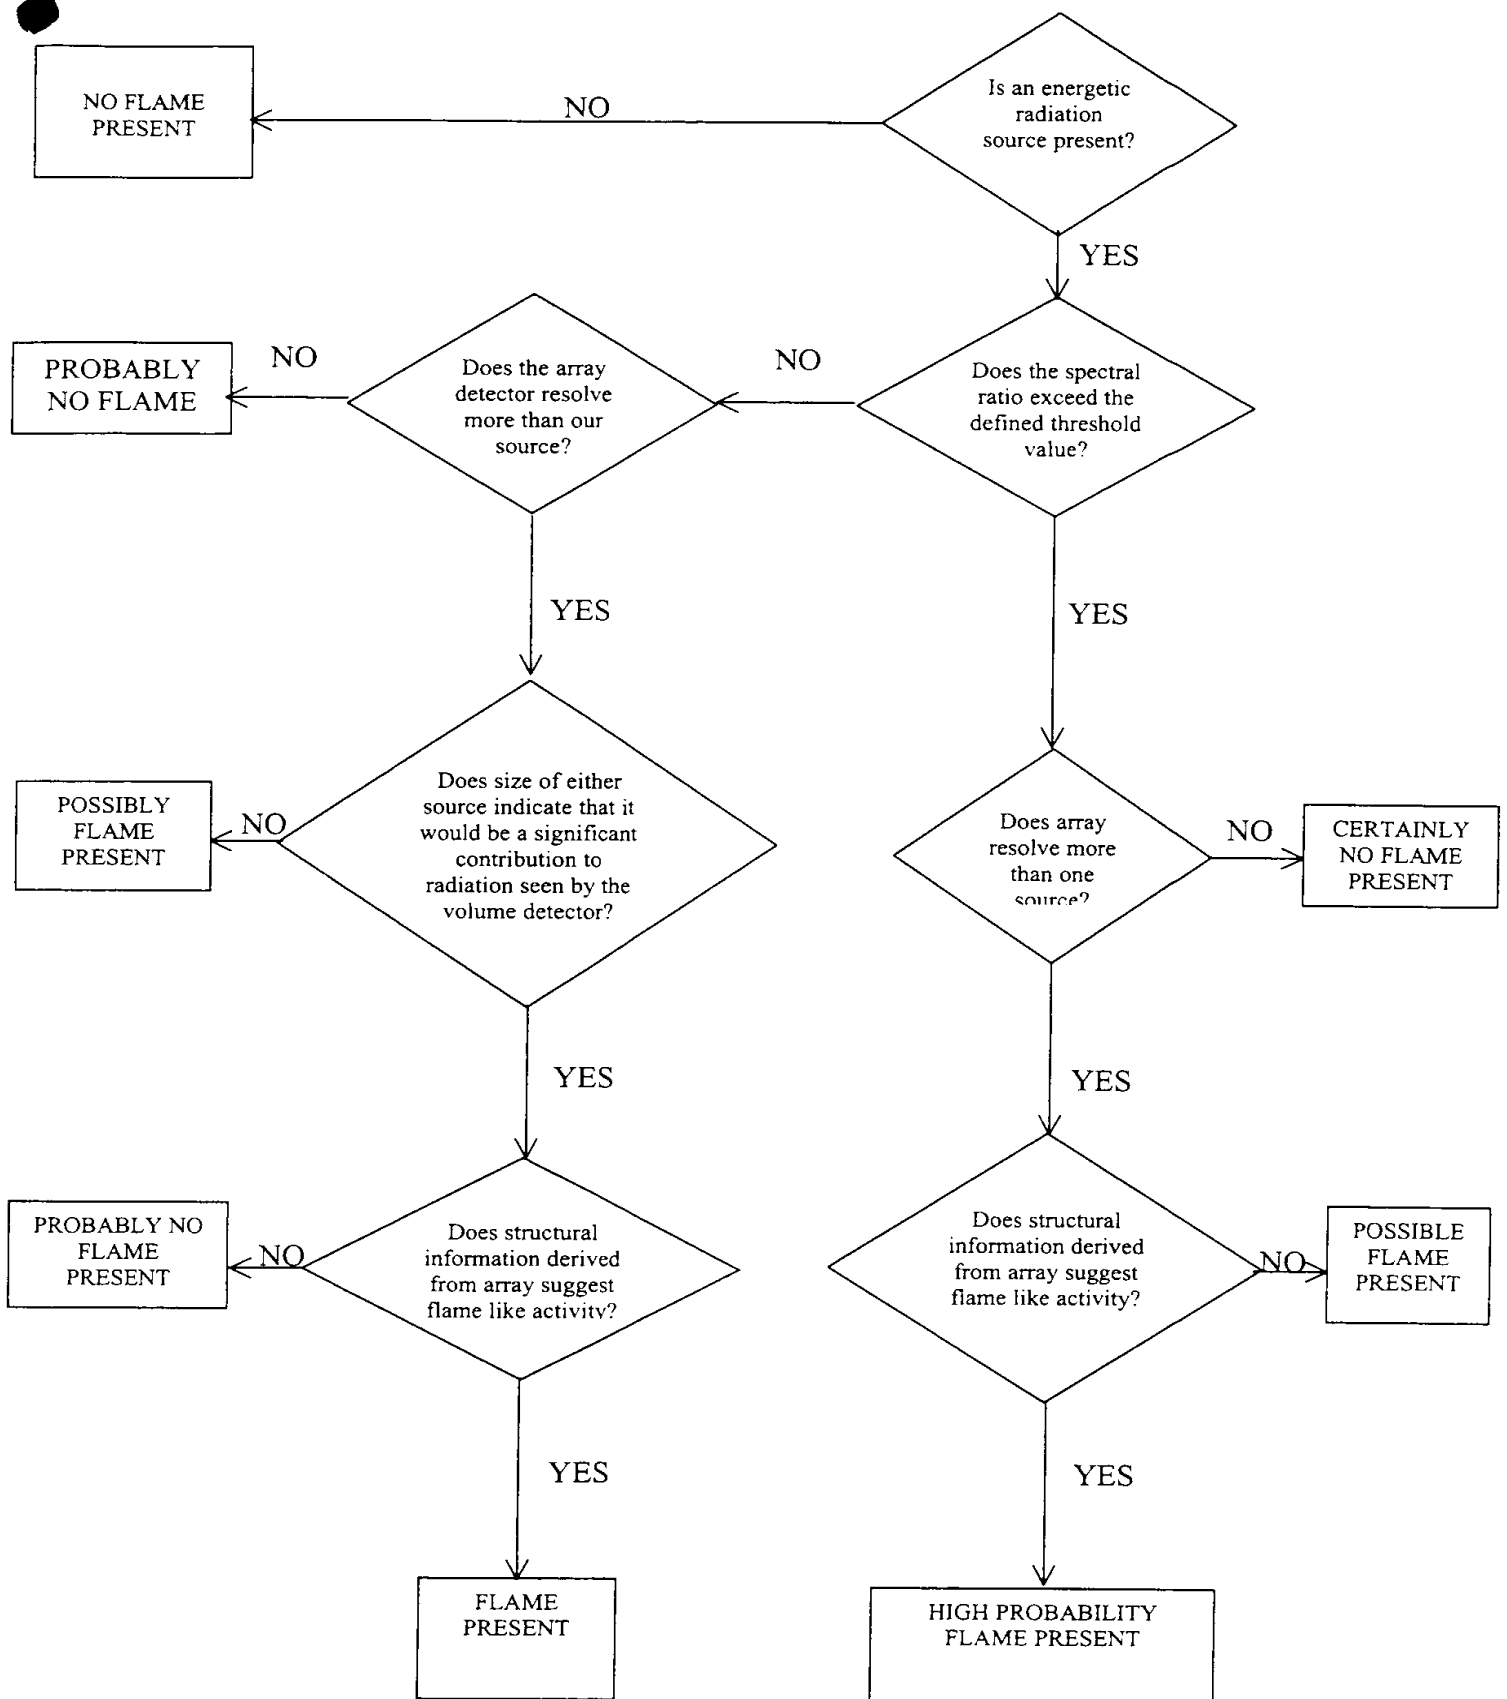 NO FLAME
PRESENT
NO
Is an energetic
radiation
source present?
YES
PROBABLY
NO FLAME
NO
Does the array
detector resolve
more than our
source?
NO
Does the spectral
ratio exceed the
defined threshold
value?
YES
YES
POSSIBLY
FLAME
PRESENT
NO
Does size of either
source indicate that it
would be a significant
contribution to
radiation seen by the
volume detector?
Does array
resolve more
than one
source?
NO
CERTAINLY
NO FLAME
PRESENT
YES
YES
PROBABLY NO
FLAME
PRESENT
NO
Does structural
information derived
from array suggest
flame like activity?
Does structural
information derived
from array suggest
flame like activity?
NO
POSSIBLE
FLAME
PRESENT
YES
YES
FLAME
PRESENT
HIGH PROBABILITY
FLAME PRESENT